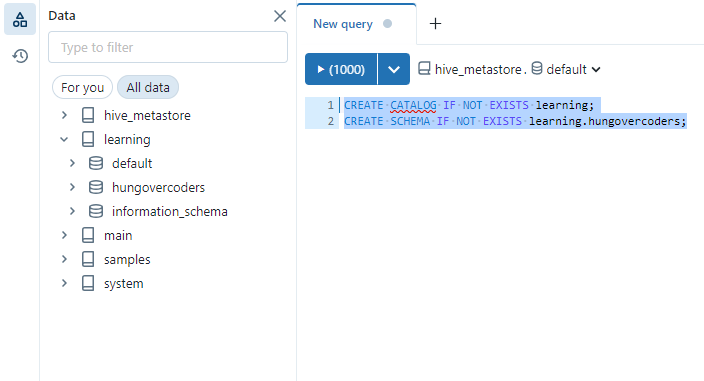 Data
Type to filter
For you
All data
hive_metastore
learning
default
hungovercoders
information_schema
main
samples
system
New query
(1000)
hive_metastore. default
1 CREATE CATALOG IF NOT EXISTS learning;
2 CREATE SCHEMA IF NOT EXISTS learning.hungovercoders;